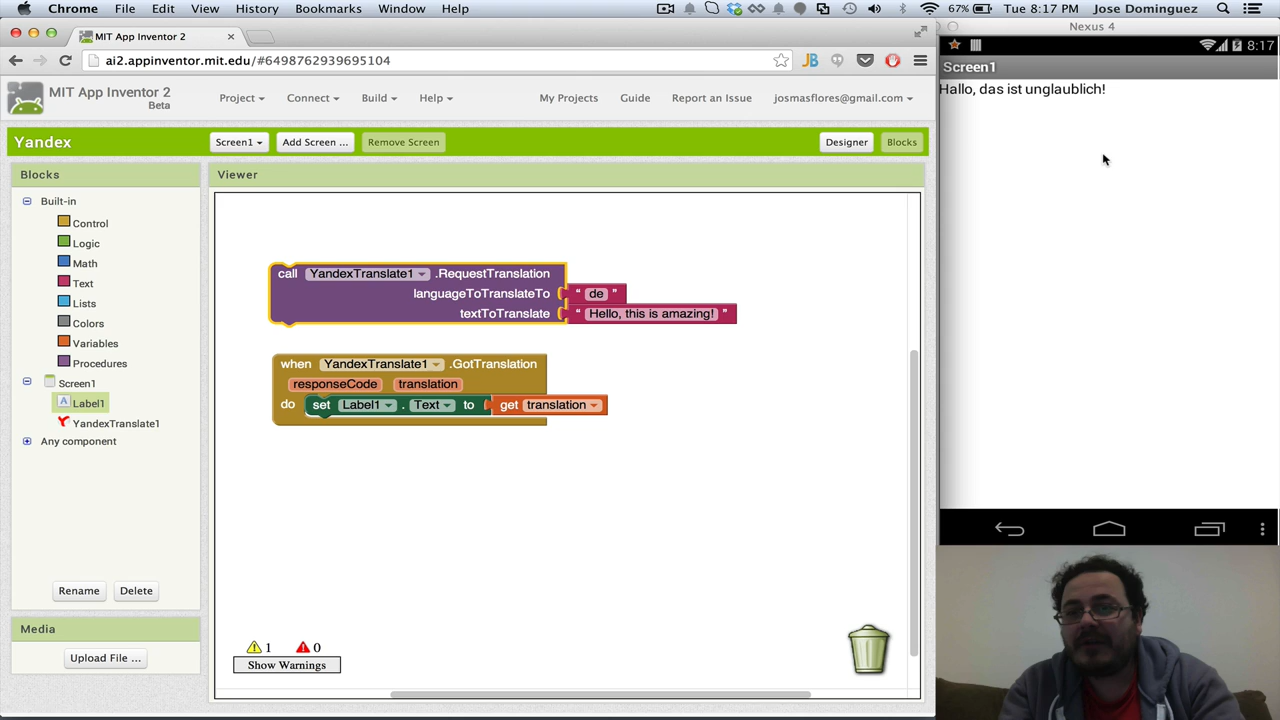 Chrome File Edit View History Bookmarks Window Help 67% Tue 8:17 PM Jose Dominguez
MIT App Inventor 2
ai2.appinventor.mit.edu/#6498762939695104
MIT App Inventor 2
Beta
Project Connect Build Help My Projects Guide Report an Issue josmasflores@gmail.com
Yandex Screen1 Add Screen ... Remove Screen Designer Blocks
Blocks
Built-in
Control
Logic
Math
Text
Lists
Colors
Variables
Procedures
Screen1
A Label1
YandexTranslate1
Any component
Rename Delete
Media
Upload File ...
Viewer
call YandexTranslate1 .RequestTranslation
languageToTranslateTo “ de ”
textToTranslate “ Hello, this is amazing! ”
when YandexTranslate1 .GotTranslation
responseCode translation
do set Label1 . Text to get translation
1 0
Show Warnings
Nexus 4
8:17
Screen1
Hallo, das ist unglaublich!
JB